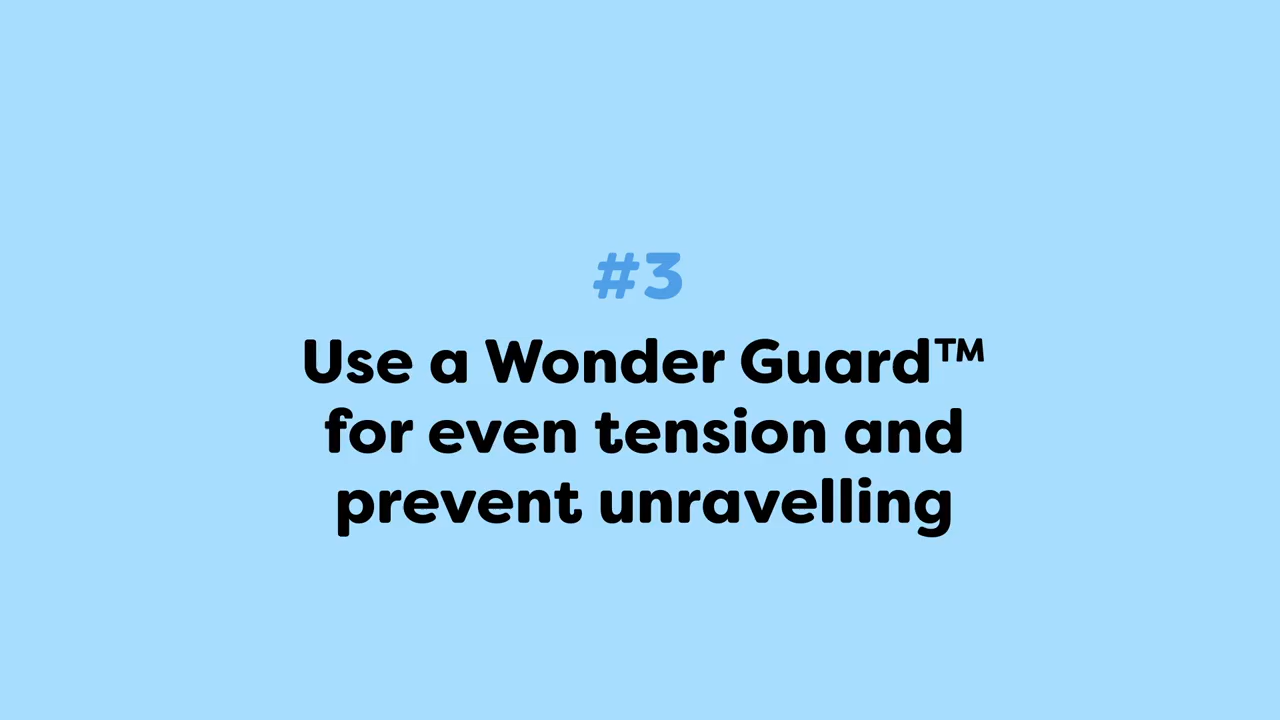 #3
Use a Wonder Guard™
for even tension and
prevent unravelling